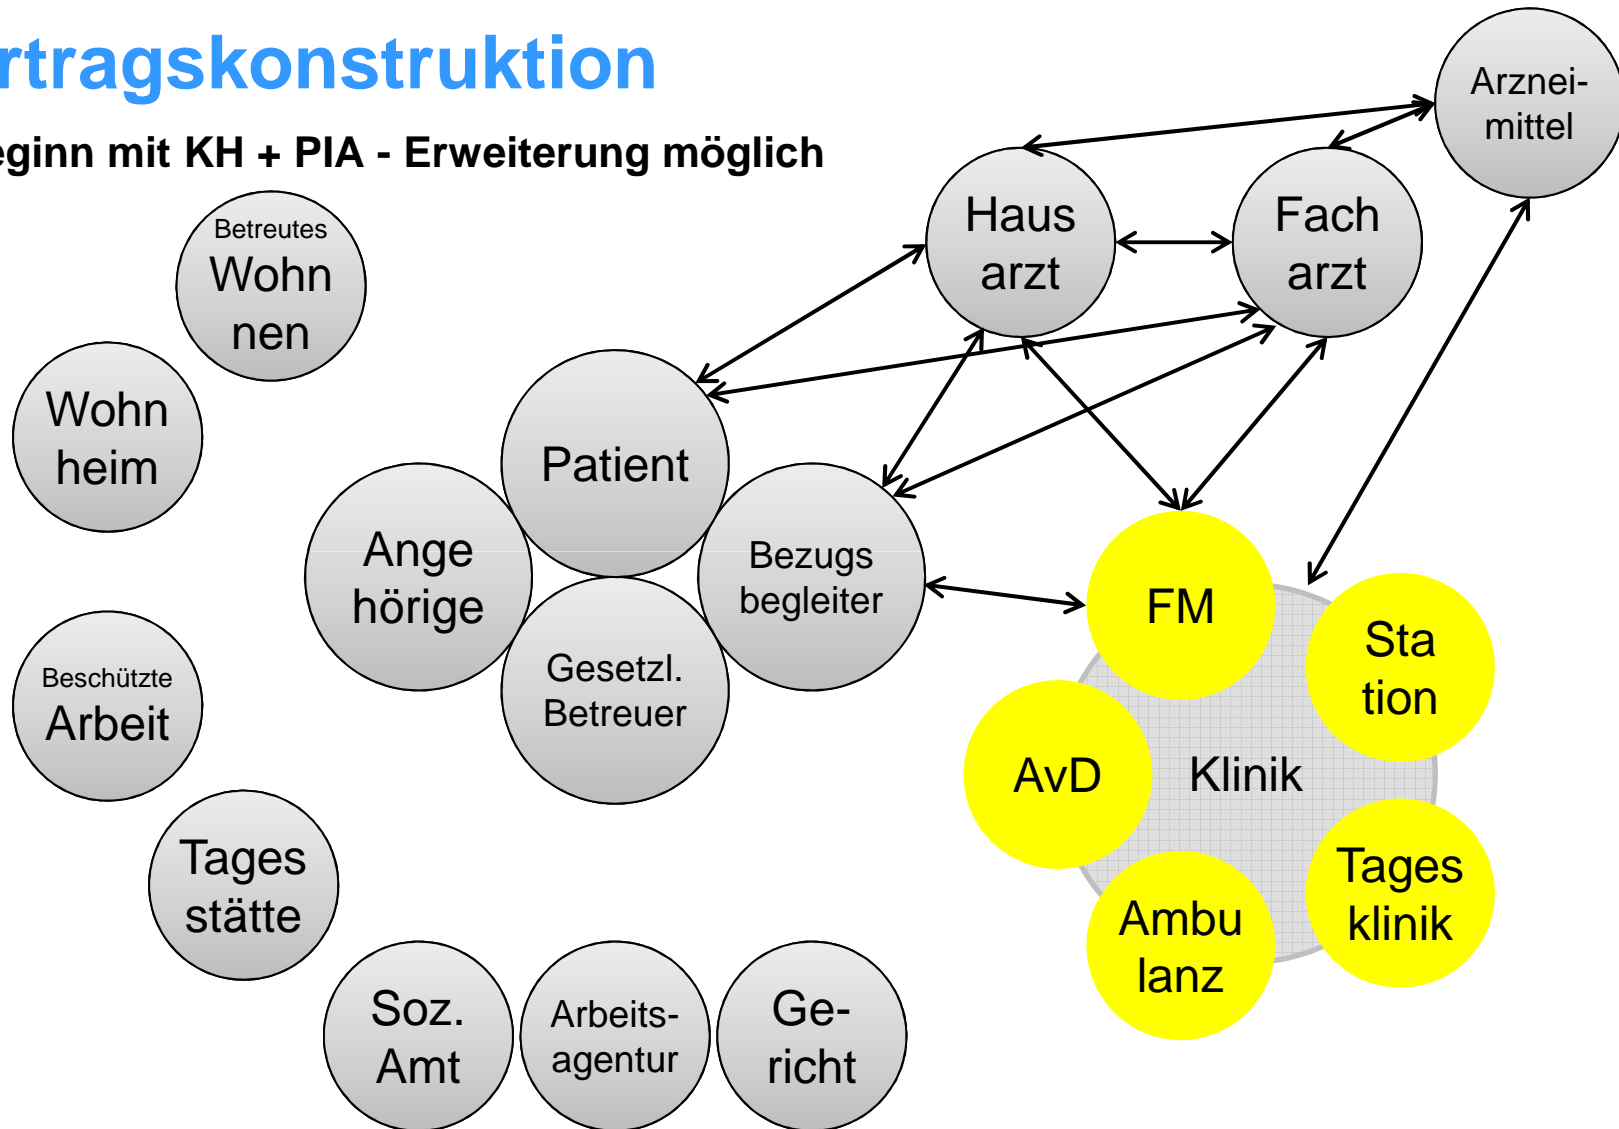 rtragskonstruktion
eginn mit KH + PIA - Erweiterung möglich
Arznei-
mittel
Haus
arzt
Fach
arzt
Betreutes
Wohn
nen
Wohn
heim
Patient
Ange
hörige
Bezugs
begleiter
Gesetzl.
Betreuer
FM
Sta
tion
AvD
Klinik
Tages
klinik
Ambu
lanz
Beschützte
Arbeit
Tages
stätte
Soz.
Amt
Arbeits-
agentur
Ge-
richt